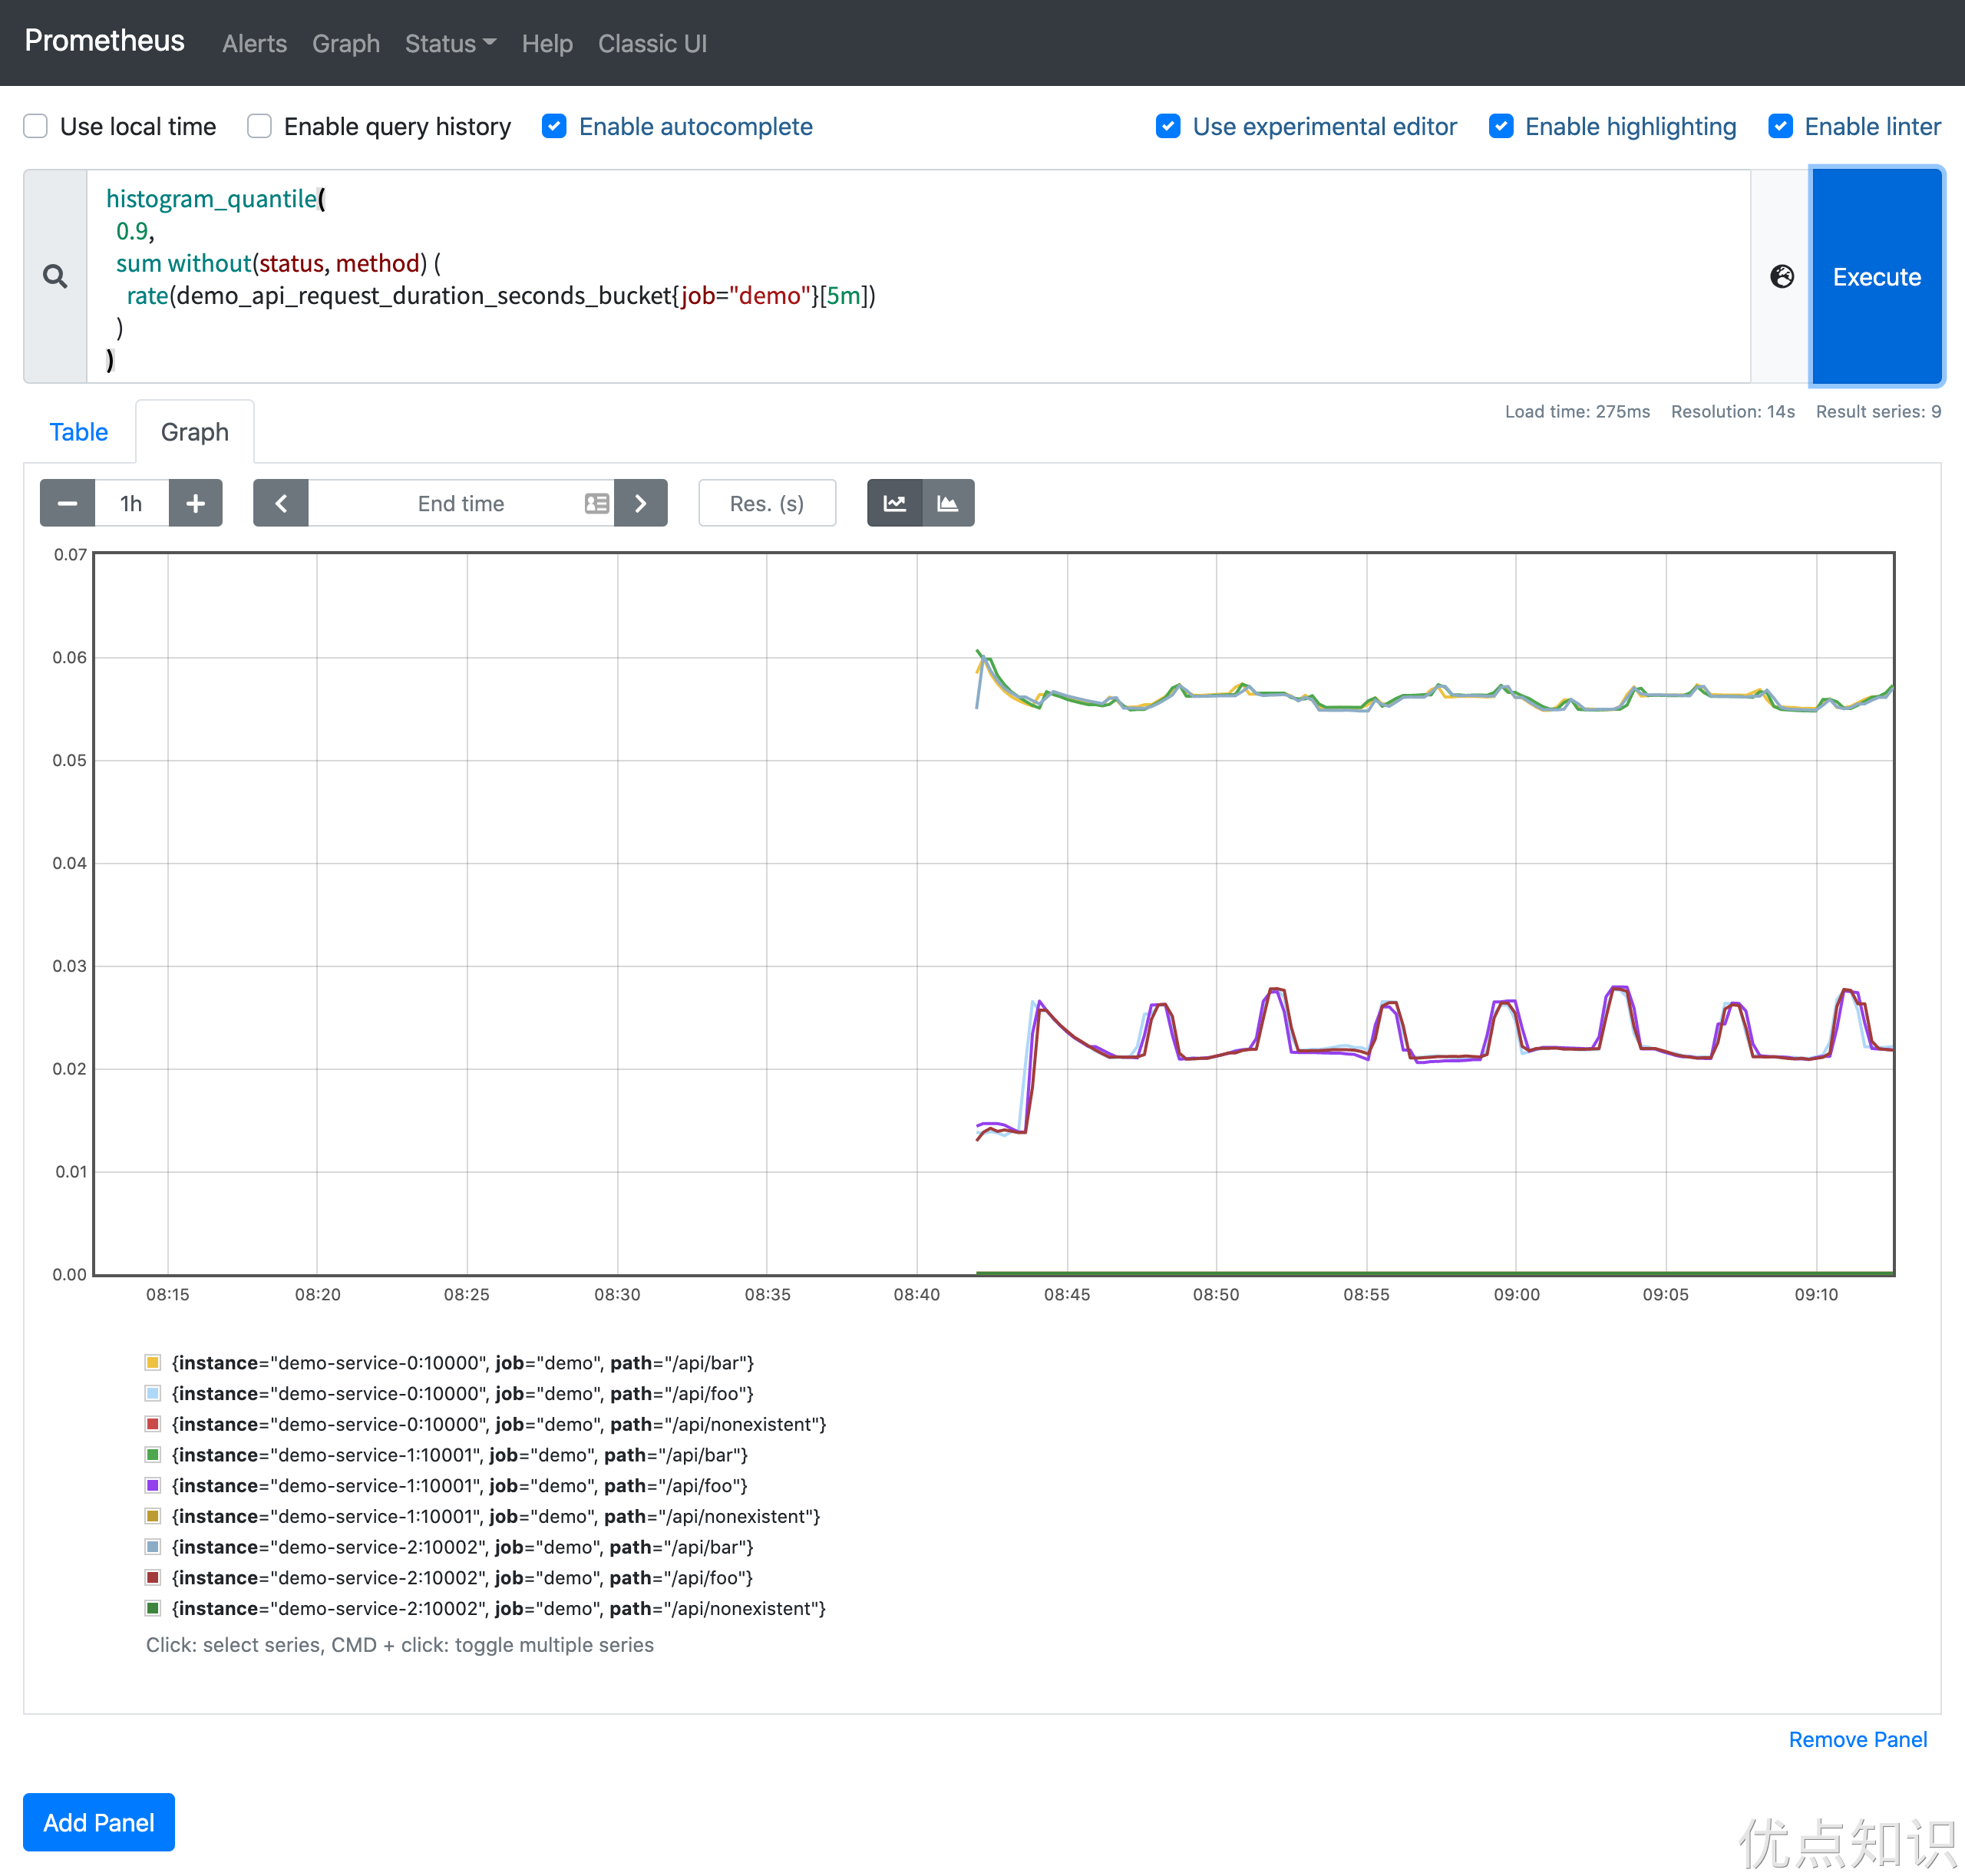 Prometheus Alerts Graph Status Help Classic UI
Use local time Enable query history Enable autocomplete Use experimental editor Enable highlighting Enable linter
histogram_quantile(
0.9,
sum without(status, method) (
rate(demo_api_request_duration_seconds_bucket{job="demo"}[5m])
)
)
Execute
Load time: 275ms Resolution: 14s Result series: 9
Table Graph
1h End time Res. (s)
0.07
0.06
0.05
0.04
0.03
0.02
0.01
0.00
08:15 08:20 08:25 08:30 08:35 08:40 08:45 08:50 08:55 09:00 09:05 09:10
{instance="demo-service-0:10000", job="demo", path="/api/bar"}
{instance="demo-service-0:10000", job="demo", path="/api/foo"}
{instance="demo-service-0:10000", job="demo", path="/api/nonexistent"}
{instance="demo-service-1:10001", job="demo", path="/api/bar"}
{instance="demo-service-1:10001", job="demo", path="/api/foo"}
{instance="demo-service-1:10001", job="demo", path="/api/nonexistent"}
{instance="demo-service-2:10002", job="demo", path="/api/bar"}
{instance="demo-service-2:10002", job="demo", path="/api/foo"}
{instance="demo-service-2:10002", job="demo", path="/api/nonexistent"}
Click: select series, CMD + click: toggle multiple series
Remove Panel
Add Panel
优点知识